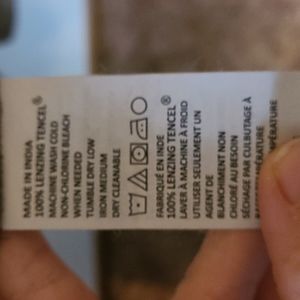 MADE IN INDIA
100% LENZING TENCEL®
MACHINE WASH COLD
NON-CHLORINE BLEACH
WHEN NEEDED
TUMBLE DRY LOW
IRON MEDIUM
DRY CLEANABLE
FABRIQUÉ EN INDE
100% LENZING TENCEL®
LAVER À MACHINE À FROID
UTILISER SEULEMENT UN
AGENT DE
BLANCHIMENT NON
CHLORÉ AU BESOIN
SÉCHAGE PAR CULBUTAGE À
BASSE TEMPÉRATURE